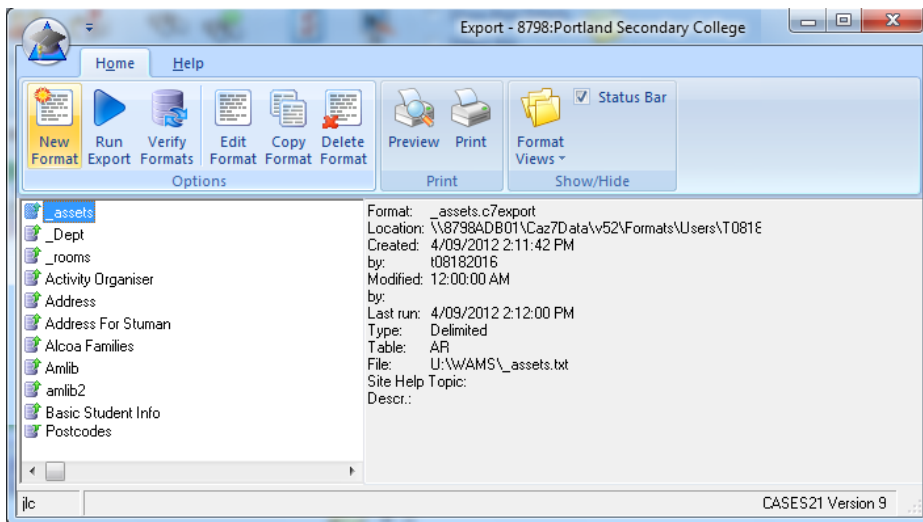 Export - 8798:Portland Secondary College
Home Help
New Format
Run Export
Verify Formats
Edit Format
Copy Format
Delete Format
Preview
Print
Format Views
Status Bar
Options
Print
Show/Hide
_assets
_Dept
_rooms
Activity Organiser
Address
Address For Stuman
Alcoa Families
Amlib
amlib2
Basic Student Info
Postcodes
Format: _assets.c7export
Location: \\8798ADB01\Caz7Data\v52\Formats\Users\T0818
Created: 4/09/2012 2:11:42 PM
by: t08182016
Modified: 12:00:00 AM
by:
Last run: 4/09/2012 2:12:00 PM
Type: Delimited
Table: AR
File: U:\WAMS\_assets.txt
Site Help Topic:
Descr.:
jlc
CASES21 Version 9